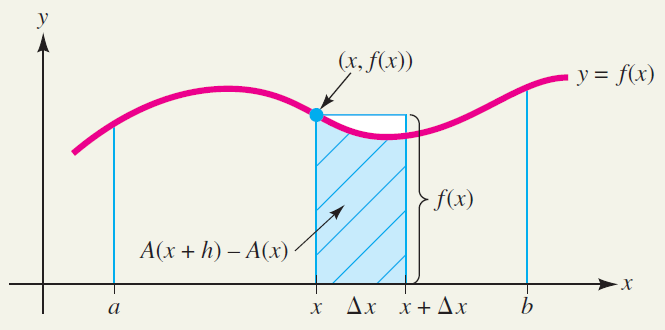 y
(x, f(x))
y = f(x)
f(x)
A(x + h) – A(x)
x
a
x
Δx
x + Δx
b